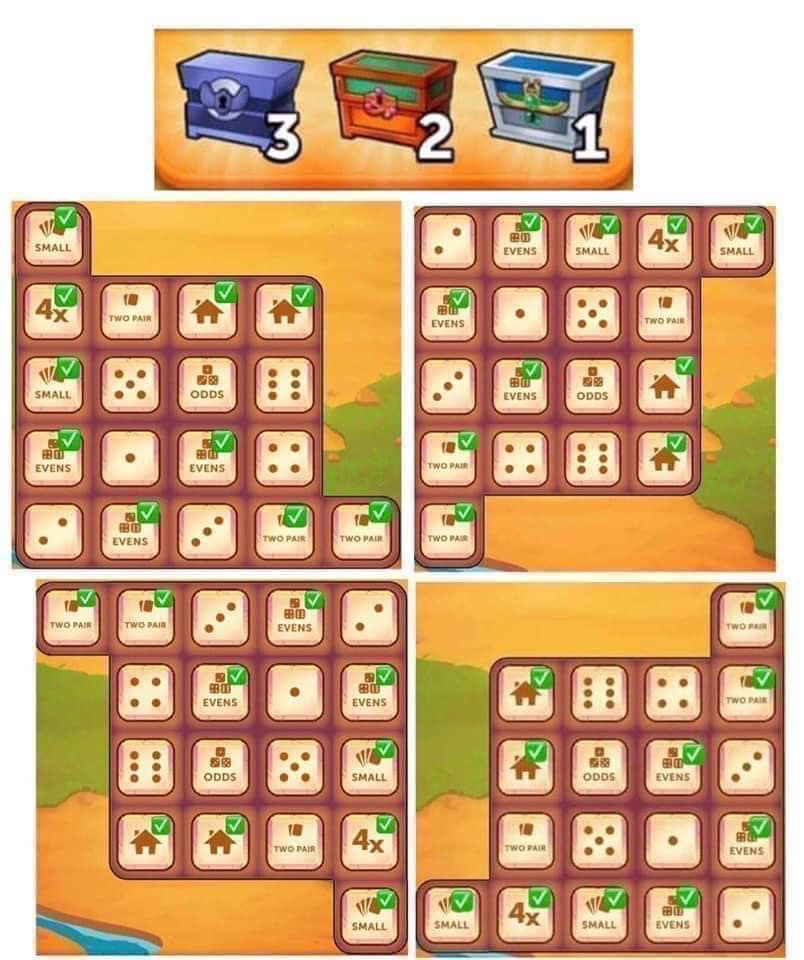 3 2 1
SMALL
4x TWO PAIR
SMALL ODDS
EVENS EVENS
EVENS TWO PAIR TWO PAIR
EVENS SMALL 4x SMALL
EVENS TWO PAIR
EVENS ODDS
TWO PAIR
TWO PAIR
TWO PAIR TWO PAIR EVENS
EVENS EVENS
ODDS SMALL
TWO PAIR 4x
SMALL
TWO PAIR
TWO PAIR
ODDS EVENS
TWO PAIR EVENS
SMALL 4x SMALL EVENS